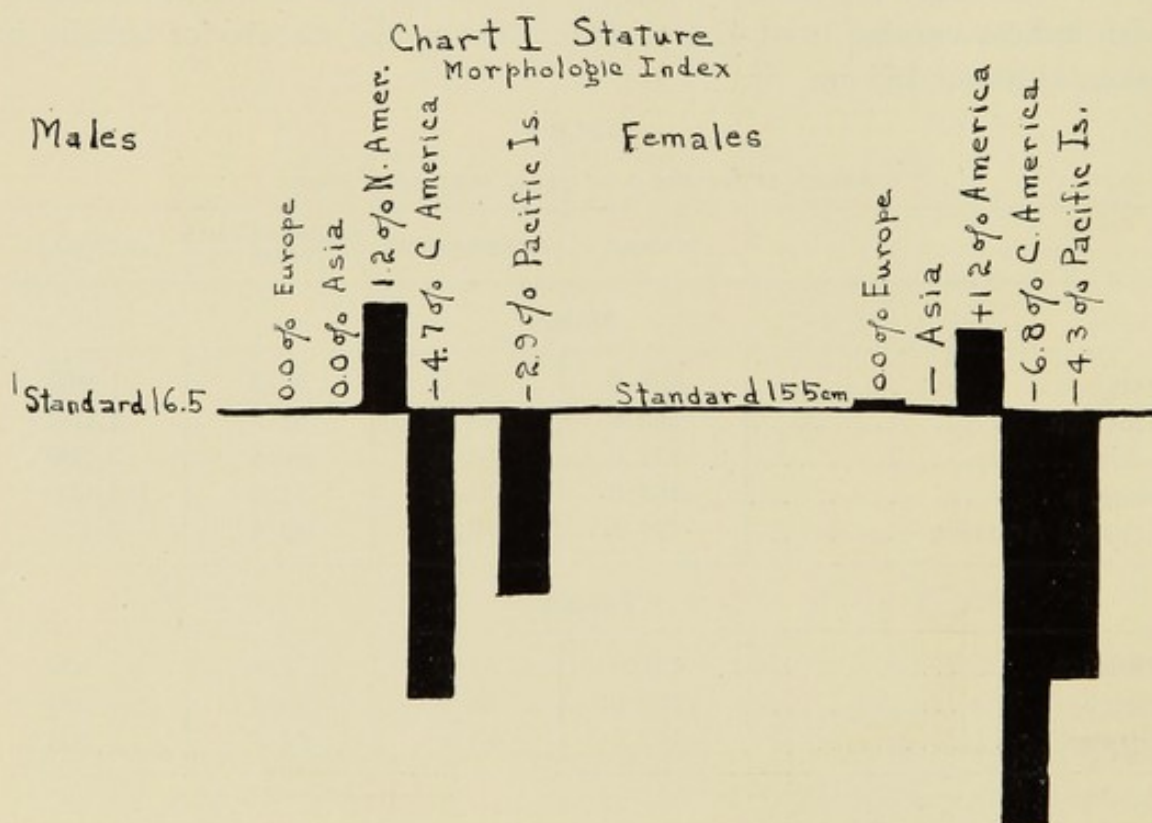 Chart I Stature
Morphologic Index
Males
0.0% Europe
0.0% Asia
1.2% N. Amer.
-4.7% C America
-2.9% Pacific Is.
1 Standard 16.5
Females
0.0% Europe
— Asia
+1 2% America
-6.8% C. America
-4 3% Pacific Is.
Standard 155cm